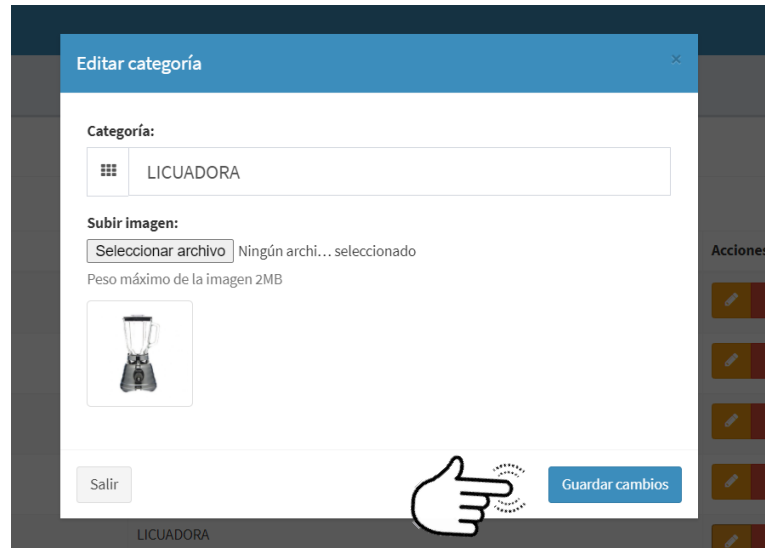 Editar categoría
×
Categoría:
LICUADORA
Subir imagen:
Seleccionar archivo Ningún archi... seleccionado
Peso máximo de la imagen 2MB
Acciones
Salir
Guardar cambios
LICUADORA